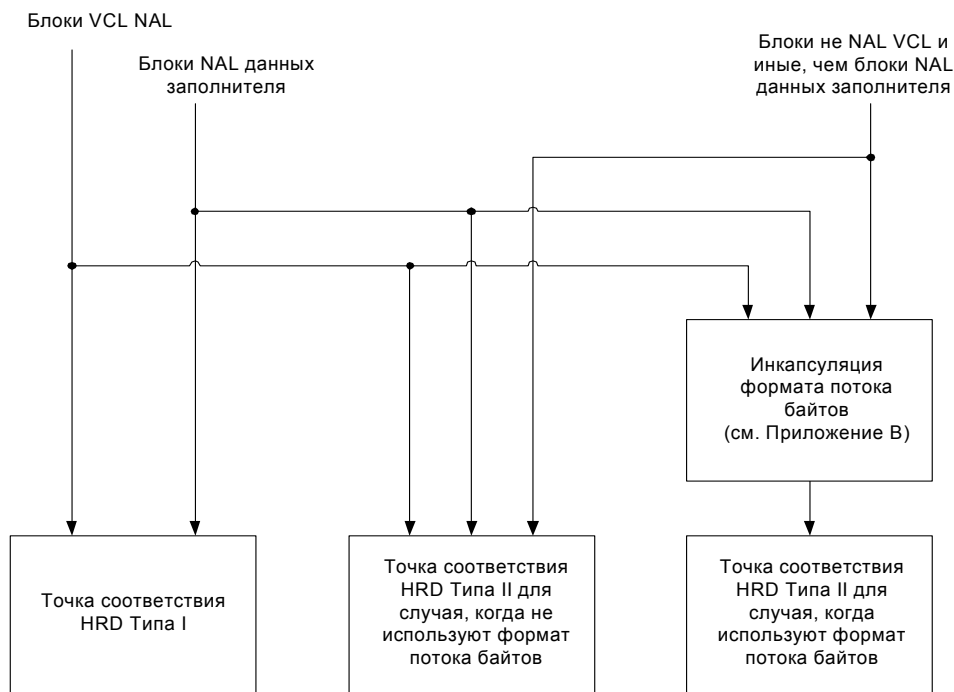 Блоки VCL NAL
Блоки NAL данных
заполнителя
Блоки не NAL VCL и
иные, чем блоки NAL
данных заполнителя
Инкапсуляция
формата потока
байтов
(см. Приложение B)
Точка соответствия
HRD Типа I
Точка соответствия
HRD Типа II для
случая, когда не
используют формат
потока байтов
Точка соответствия
HRD Типа II для
случая, когда
используют формат
потока байтов